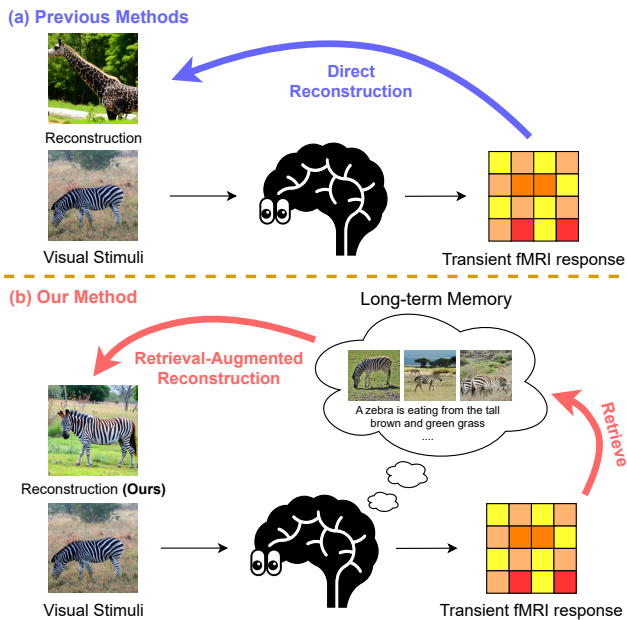 (a) Previous Methods
Direct
Reconstruction
Reconstruction
Visual Stimuli
Transient fMRI response
(b) Our Method
Long-term Memory
Retrieval-Augmented
Reconstruction
A zebra is eating from the tall
brown and green grass
....
Retrieve
Reconstruction (Ours)
Visual Stimuli
Transient fMRI response